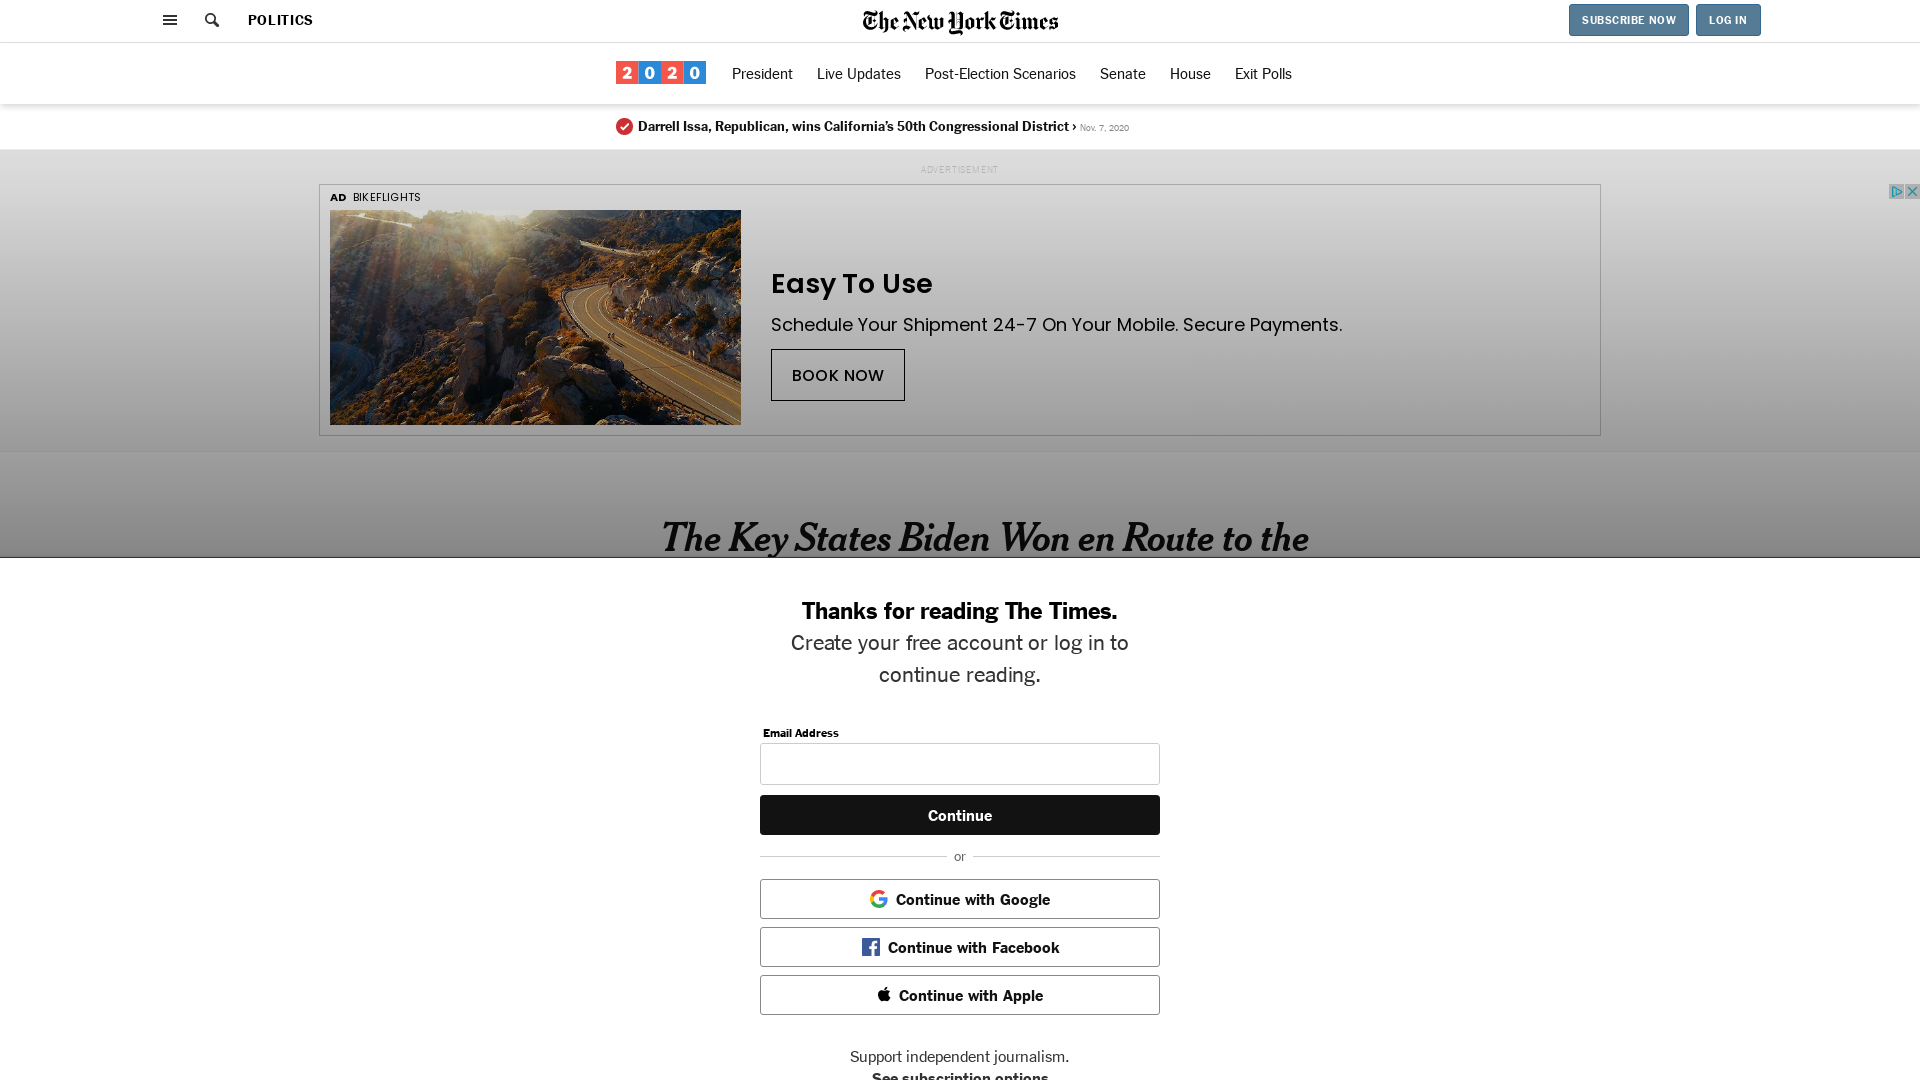 POLITICS
The New York Times
SUBSCRIBE NOW
LOG IN
2020
President
Live Updates
Post-Election Scenarios
Senate
House
Exit Polls
Darrell Issa, Republican, wins California’s 50th Congressional District › Nov. 7, 2020
ADVERTISEMENT
AD BIKEFLIGHTS
Easy To Use
Schedule Your Shipment 24-7 On Your Mobile. Secure Payments.
BOOK NOW
The Key States Biden Won en Route to the
Thanks for reading The Times.
Create your free account or log in to
continue reading.
Email Address
Continue
or
Continue with Google
Continue with Facebook
Continue with Apple
Support independent journalism.
See subscription options